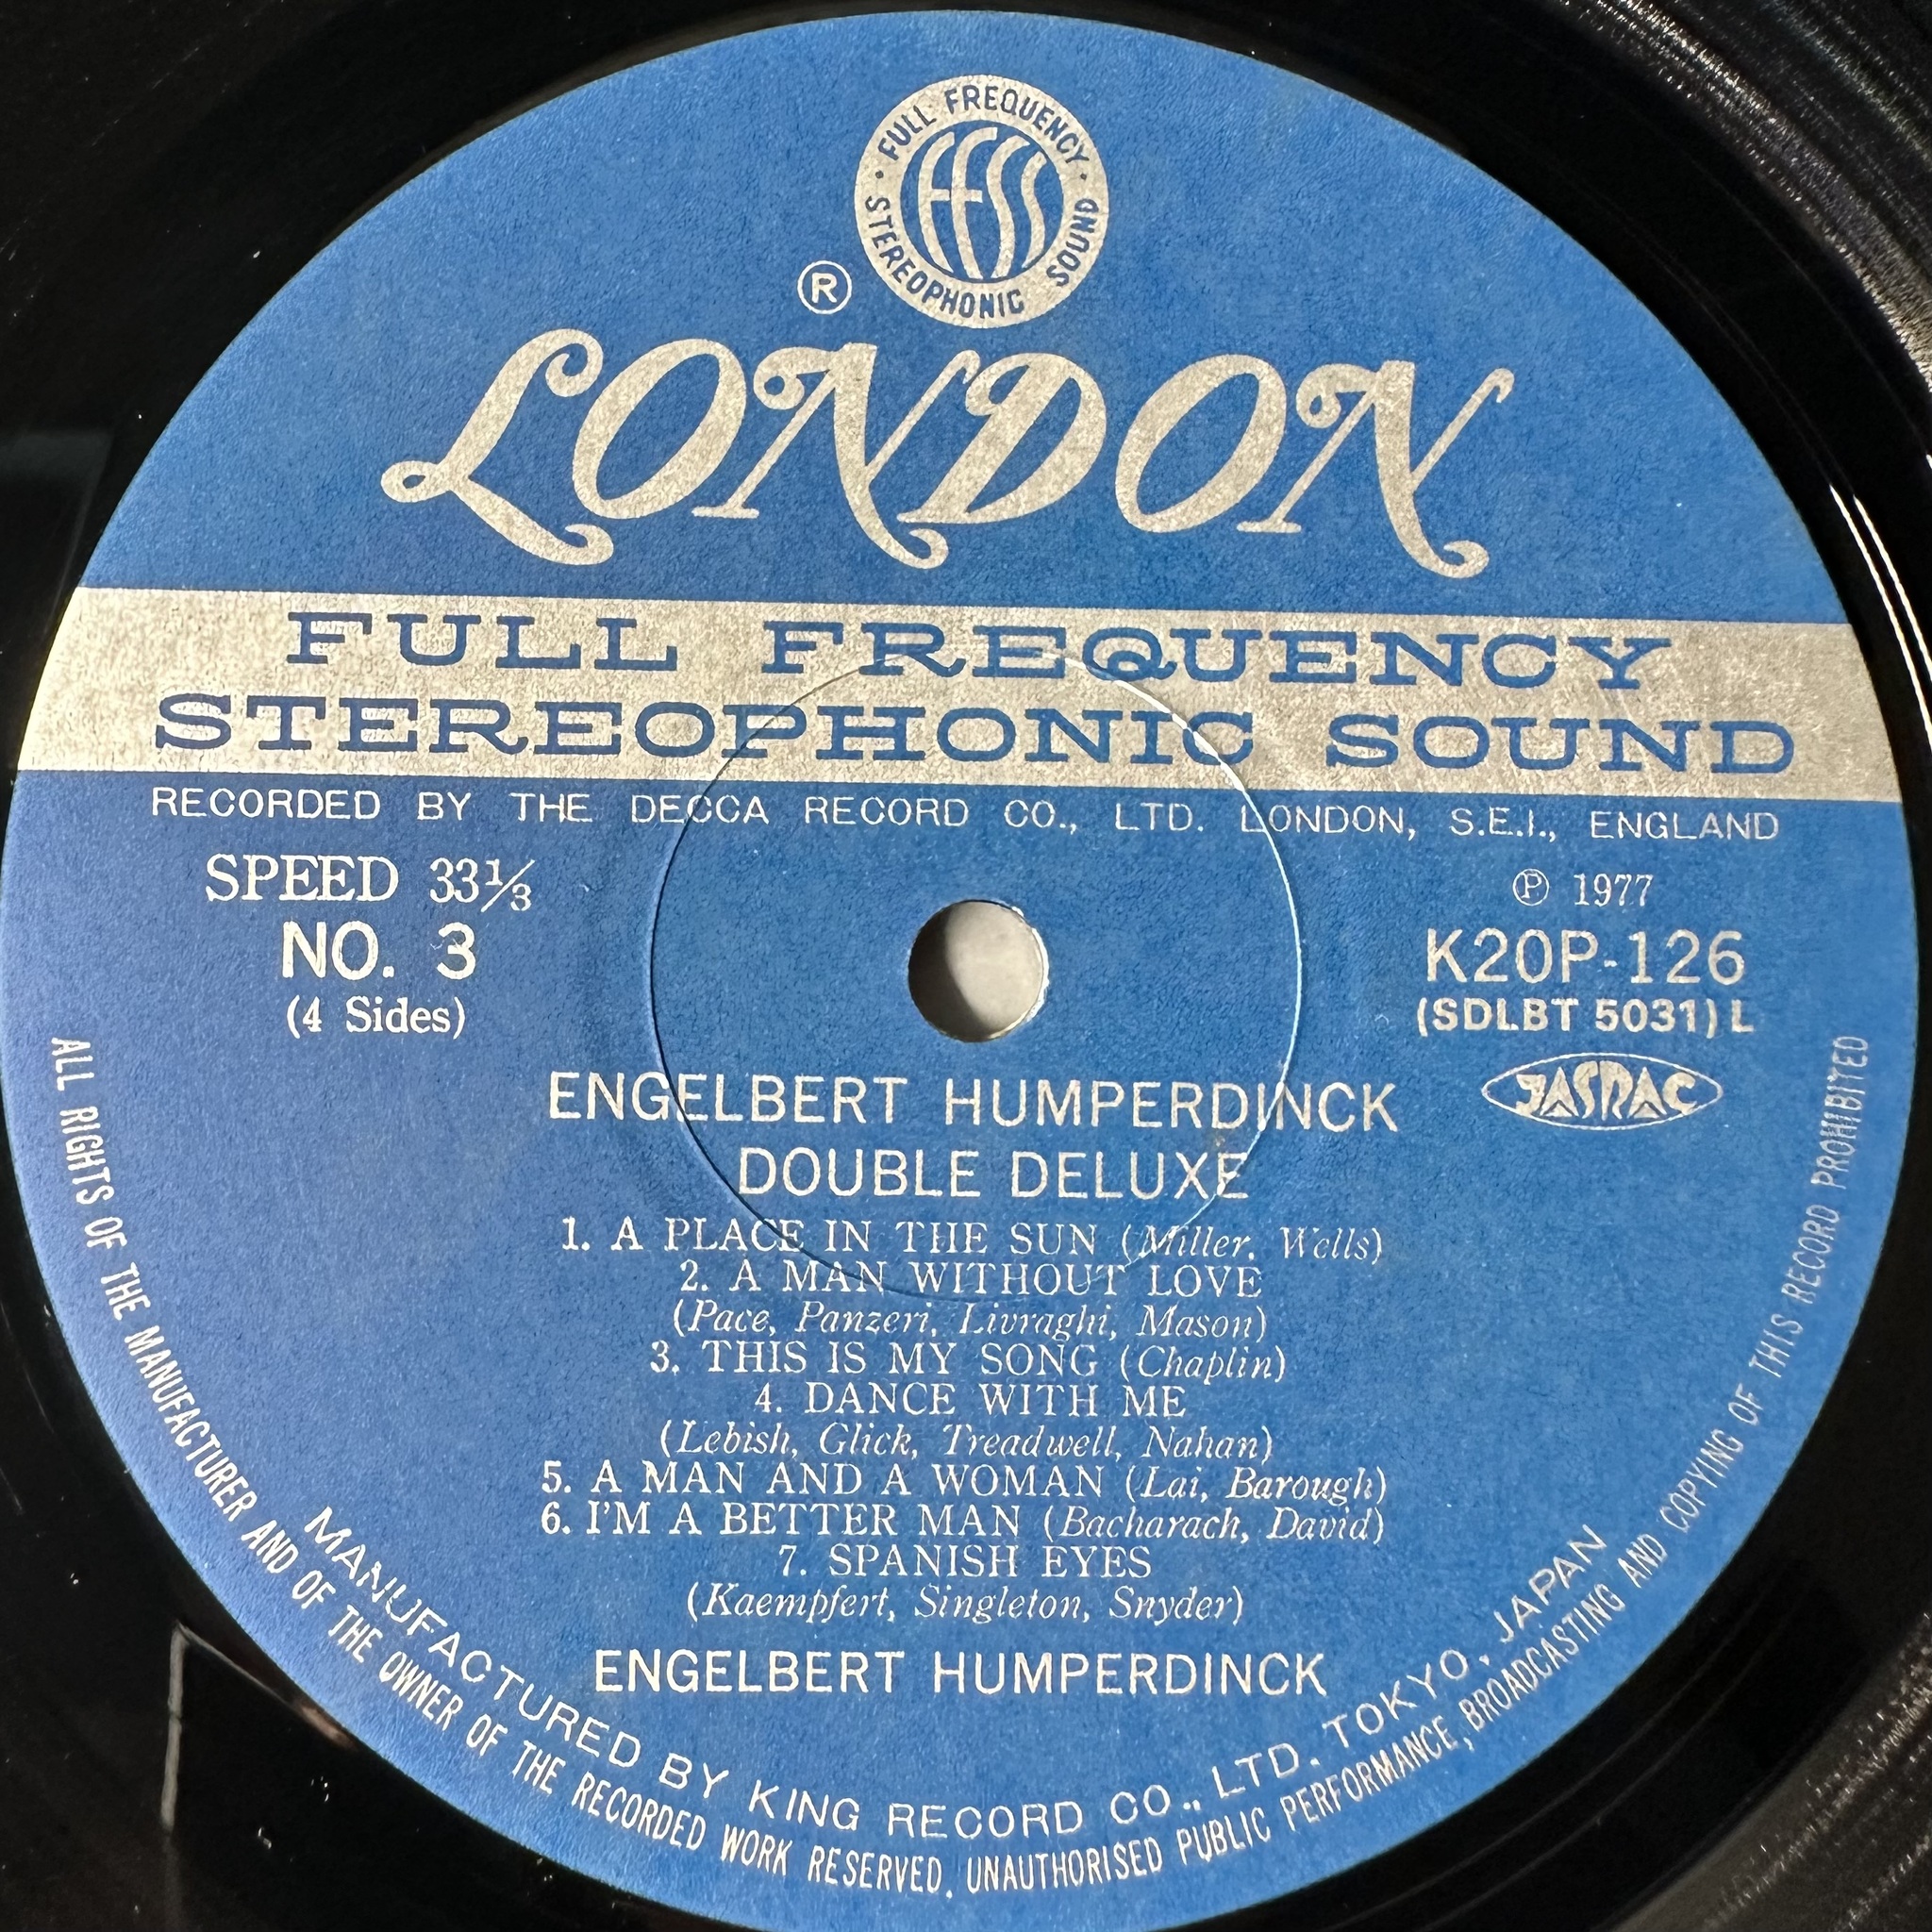 · FULL FREQUENCY ·
STEREOPHONIC SOUND
FFSS
®
LONDON
FULL FREQUENCY
STEREOPHONIC SOUND
RECORDED BY THE DECCA RECORD CO., LTD. LONDON, S.E.I., ENGLAND
SPEED 33⅓
NO. 3
(4 Sides)
℗ 1977
K20P-126
(SDLBT 5031) L
JASRAC
ENGELBERT HUMPERDINCK
DOUBLE DELUXE
1. A PLACE IN THE SUN (Miller, Wells)
2. A MAN WITHOUT LOVE
(Pace, Panzeri, Livraghi, Mason)
3. THIS IS MY SONG (Chaplin)
4. DANCE WITH ME
(Lebish, Glick, Treadwell, Nahan)
5. A MAN AND A WOMAN (Lai, Barough)
6. I'M A BETTER MAN (Bacharach, David)
7. SPANISH EYES
(Kaempfert, Singleton, Snyder)
ENGELBERT HUMPERDINCK
MANUFACTURED BY KING RECORD CO., LTD. TOKYO, JAPAN
ALL RIGHTS OF THE MANUFACTURER AND OF THE OWNER OF THE RECORDED WORK RESERVED. UNAUTHORISED PUBLIC PERFORMANCE, BROADCASTING AND COPYING OF THIS RECORD PROHIBITED